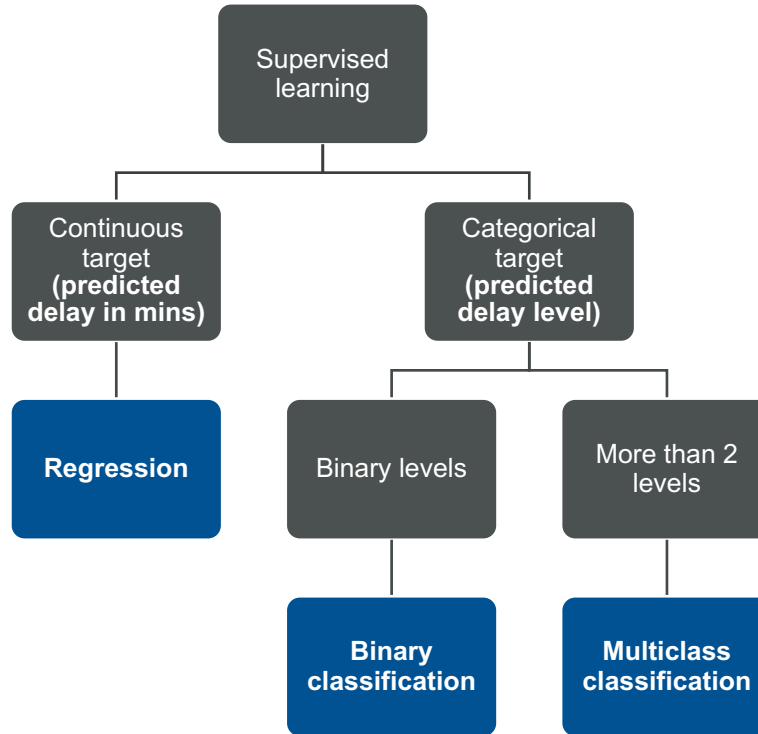 Supervised
learning
Continuous
target
(predicted
delay in mins)
Categorical
target
(predicted
delay level)
Regression
Binary levels
More than 2
levels
Binary
classification
Multiclass
classification